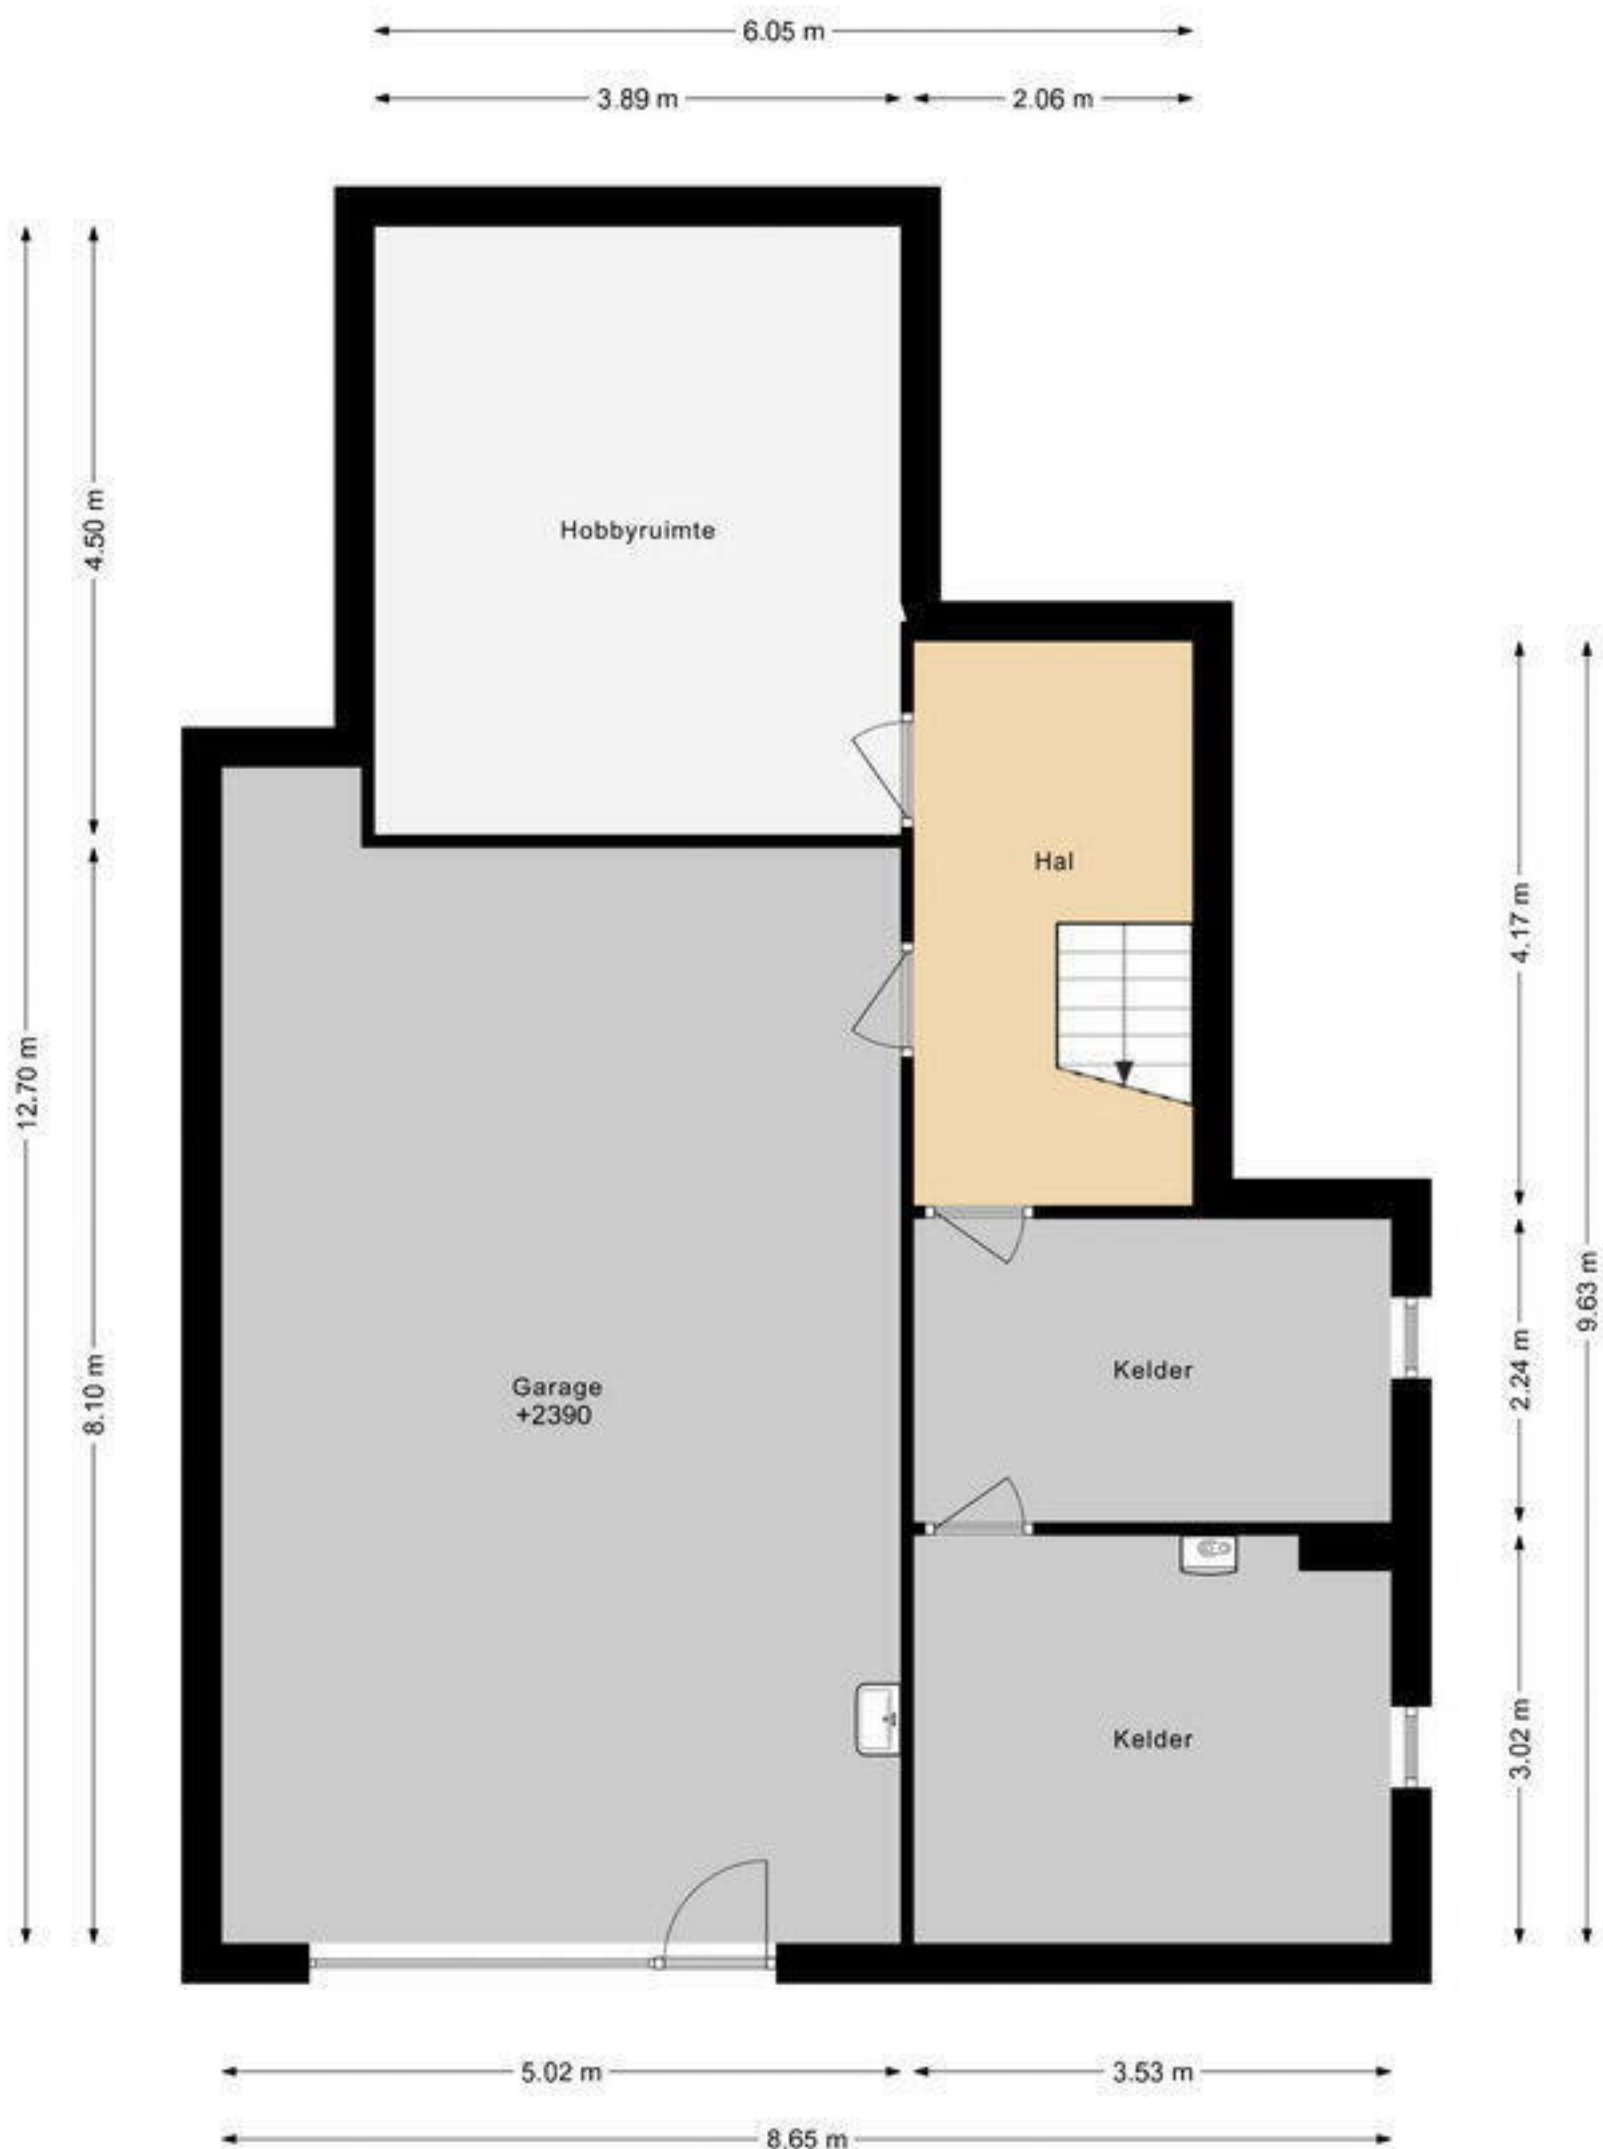 6.05 m
3.89 m
2.06 m
4.50 m
Hobbyruimte
Hal
4.17 m
12.70 m
9.63 m
Kelder
2.24 m
Garage
+2390
8.10 m
Kelder
3.02 m
5.02 m
3.53 m
8.65 m